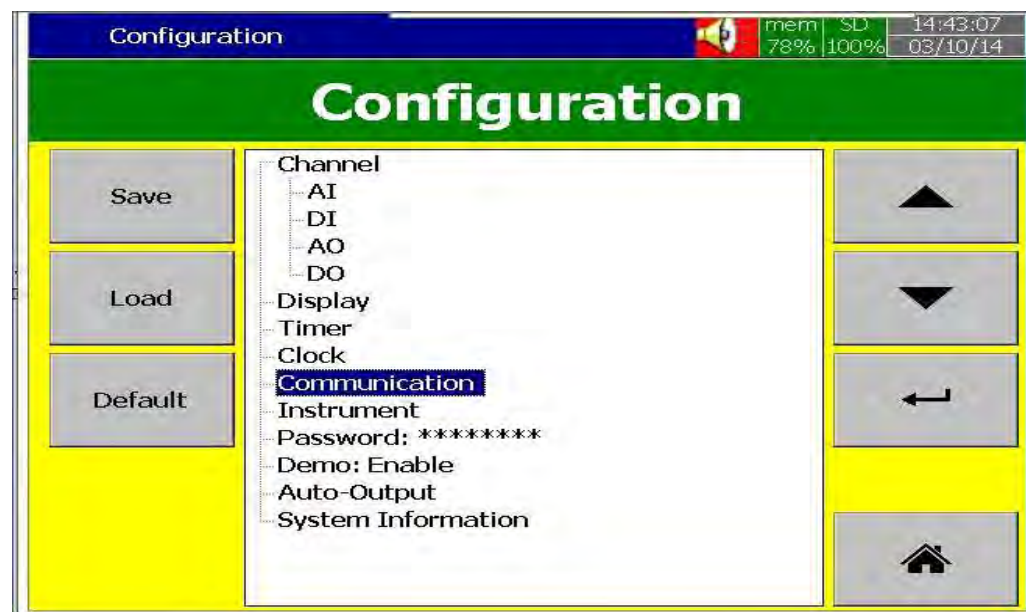 Configuration
mem SD 14:43:07
78% 100% 03/10/14
Configuration
Save
Load
Default
Channel
AI
DI
AO
DO
Display
Timer
Clock
Communication
Instrument
Password: ********
Demo: Enable
Auto-Output
System Information